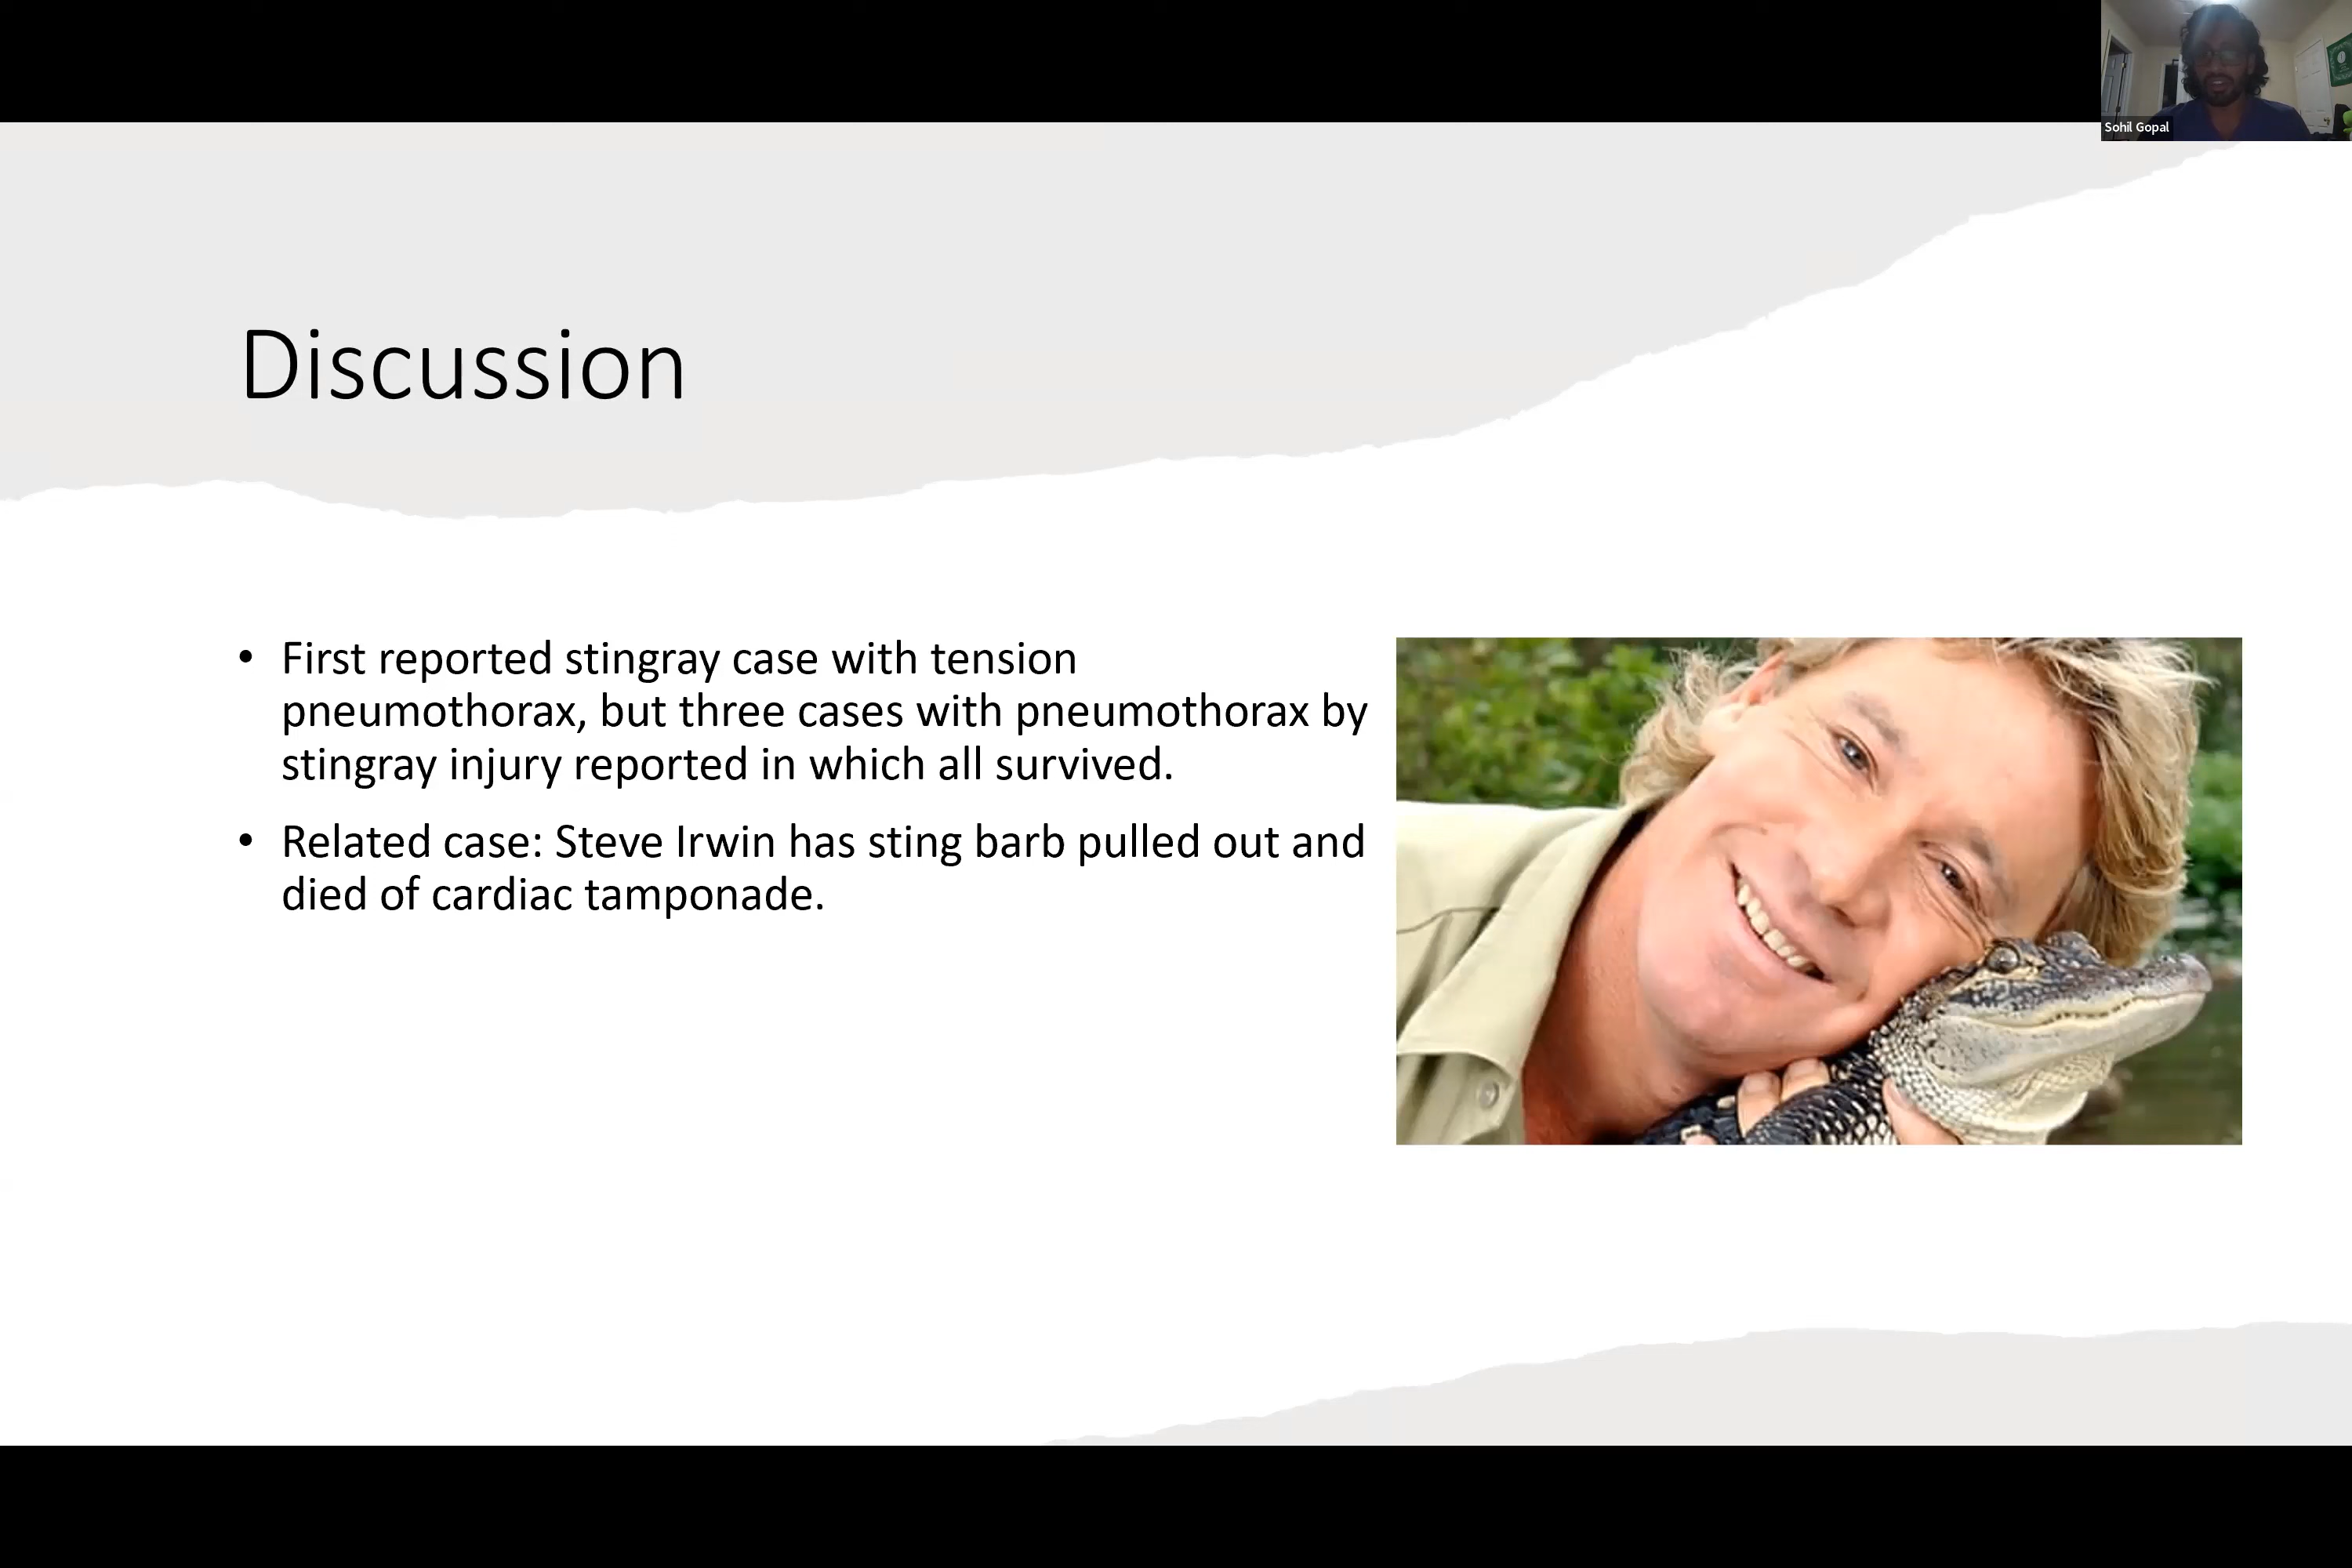 Sohil Gopal
Discussion
• First reported stingray case with tension
pneumothorax, but three cases with pneumothorax by
stingray injury reported in which all survived.
• Related case: Steve Irwin has sting barb pulled out and
died of cardiac tamponade.